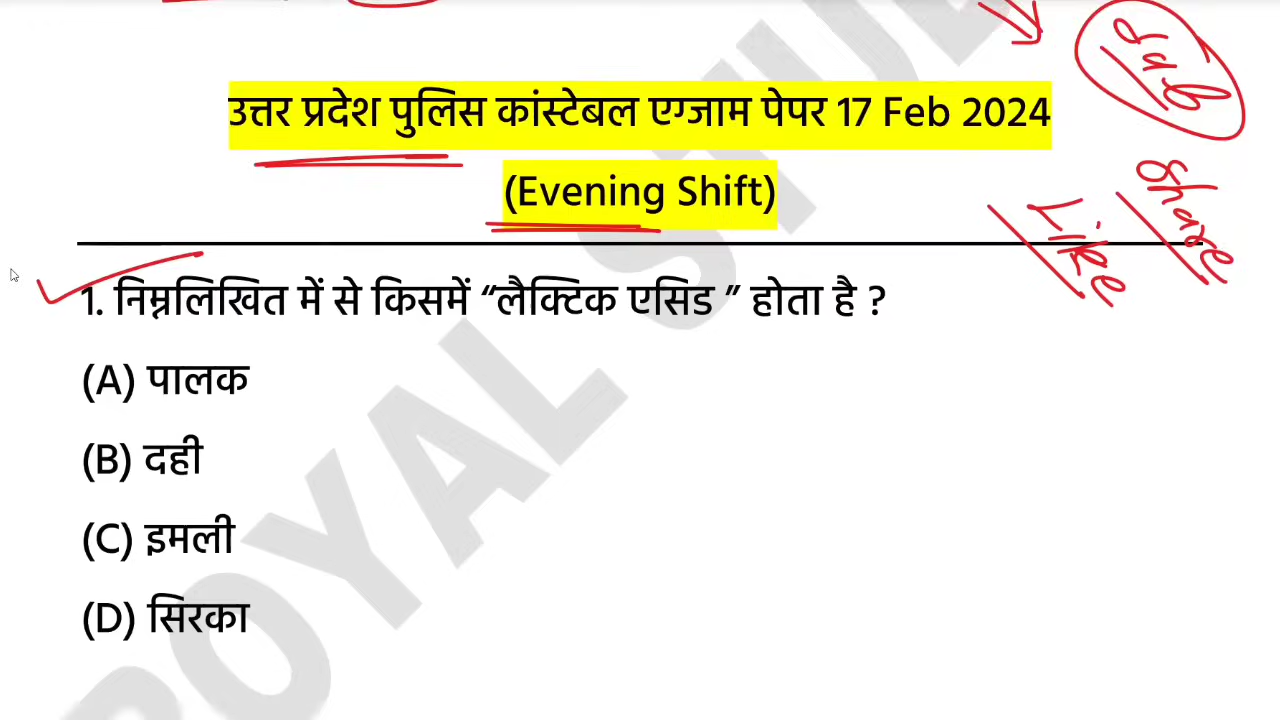 उत्तर प्रदेश पुलिस कांस्टेबल एग्जाम पेपर 17 Feb 2024
(Evening Shift)
Sub
Share
Like
1. निम्नलिखित में से किसमें “लैक्टिक एसिड ” होता है ?
(A) पालक
(B) दही
(C) इमली
(D) सिरका
ROYAL